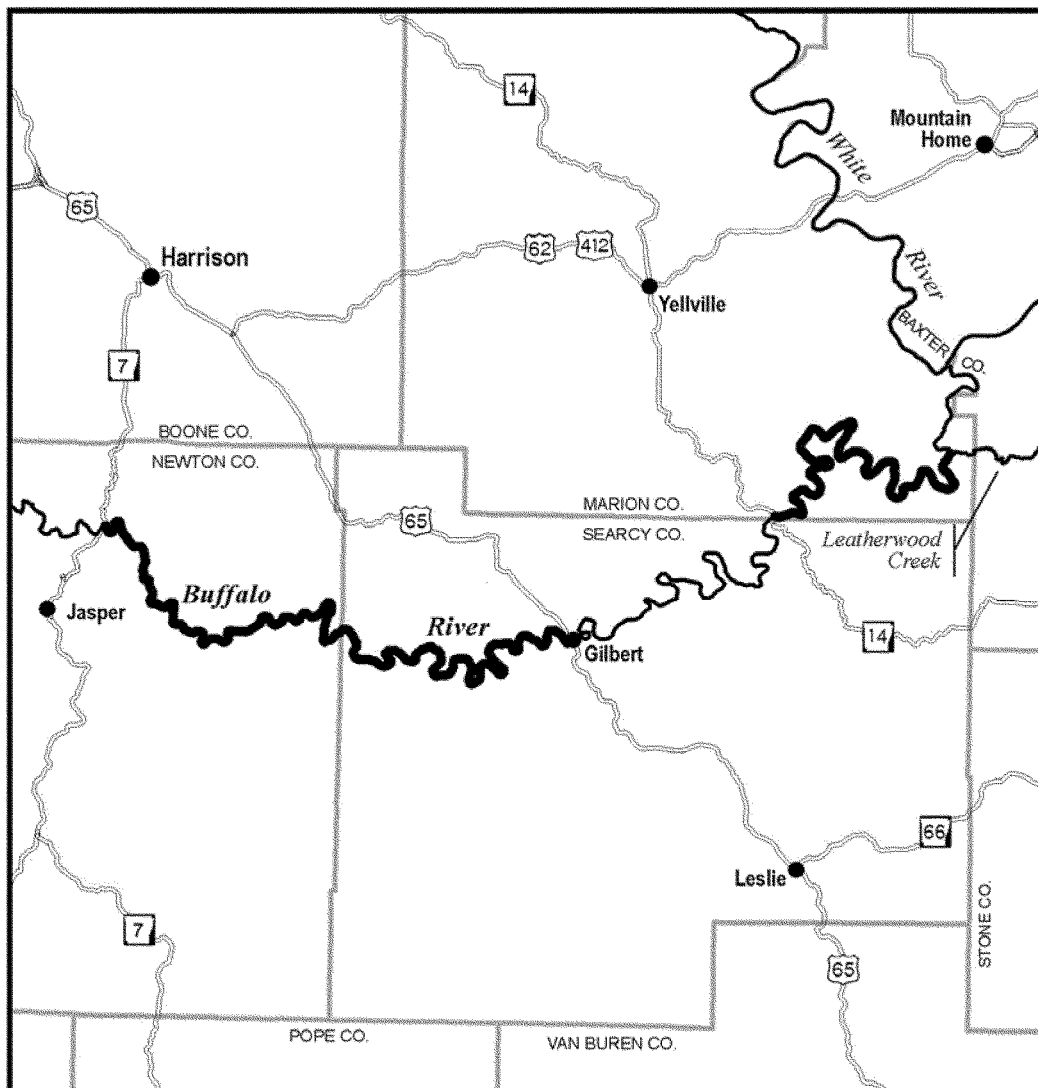 14
Mountain
Home
White
65
Harrison
62
412
River
Yellville
BAXTER CO.
7
BOONE CO.
NEWTON CO.
65
MARION CO.
SEARCY CO.
Leatherwood
Creek
Buffalo
Jasper
River
Gilbert
14
66
Leslie
7
STONE CO.
65
POPE CO.
VAN BUREN CO.